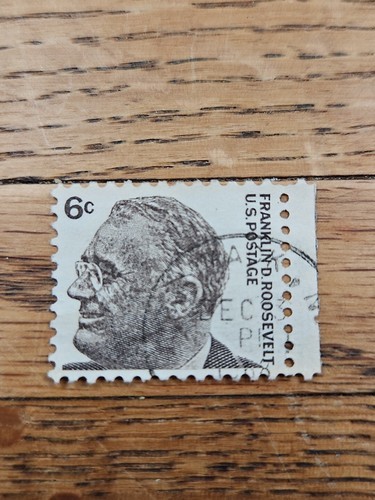 6c
FRANKLIN D. ROOSEVELT
U.S. POSTAGE